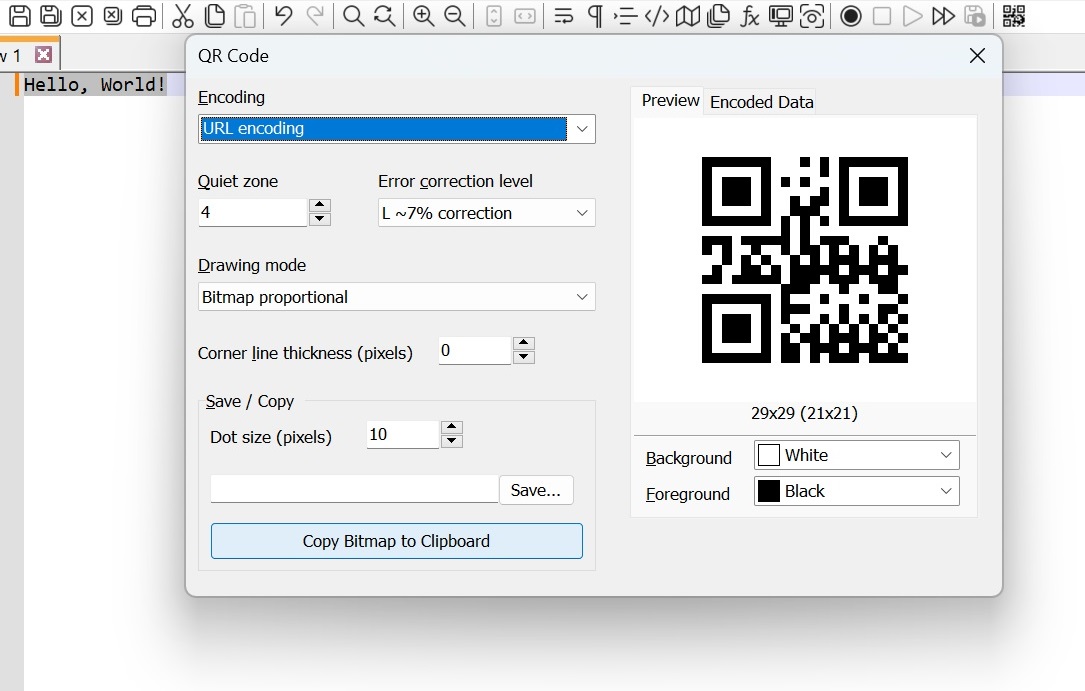 w 1
Hello, World!
QR Code
Encoding
URL encoding
Quiet zone
4
Error correction level
L ~7% correction
Drawing mode
Bitmap proportional
Corner line thickness (pixels)
0
Save / Copy
Dot size (pixels)
10
Save...
Copy Bitmap to Clipboard
Preview
Encoded Data
29x29 (21x21)
Background
White
Foreground
Black